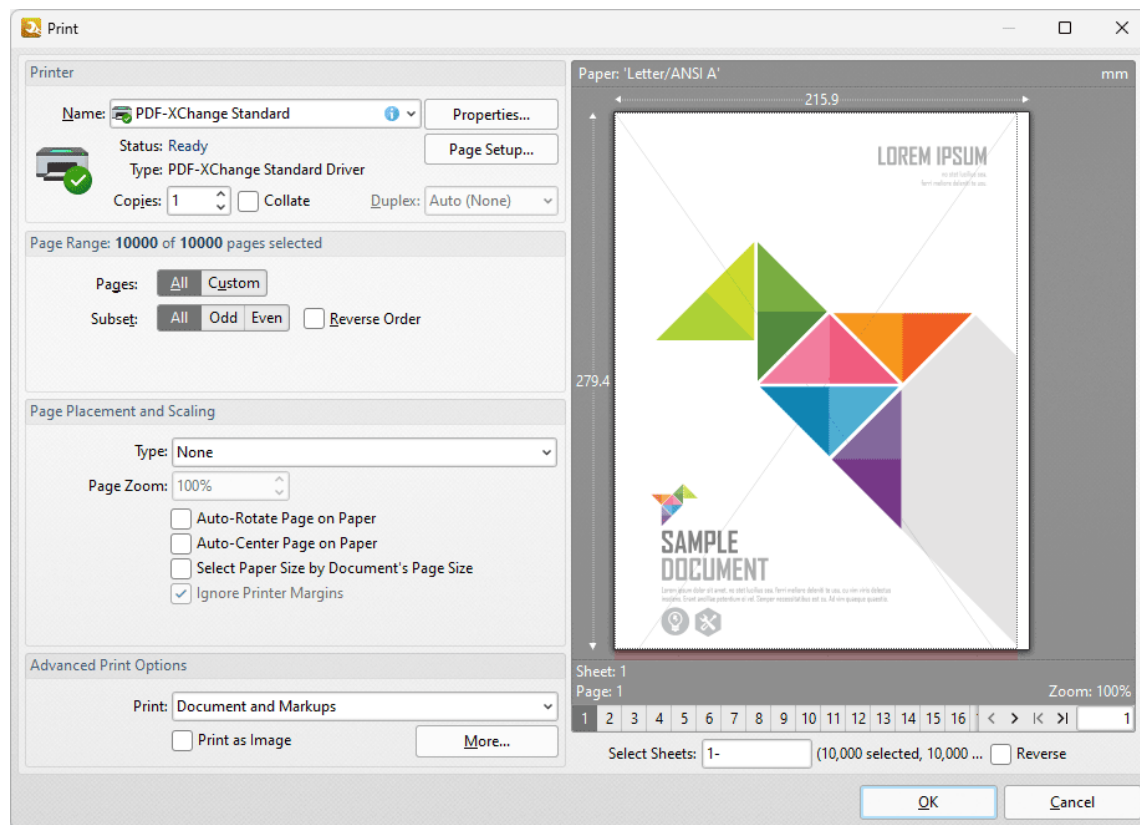 Print
Printer
Name: PDF-XChange Standard
Properties...
Status: Ready
Page Setup...
Type: PDF-XChange Standard Driver
Copies: 1 Collate Duplex: Auto (None)
Page Range: 10000 of 10000 pages selected
Pages: All Custom
Subset: All Odd Even Reverse Order
Page Placement and Scaling
Type: None
Page Zoom: 100%
Auto-Rotate Page on Paper
Auto-Center Page on Paper
Select Paper Size by Document's Page Size
Ignore Printer Margins
Advanced Print Options
Print: Document and Markups
Print as Image More...
Paper: 'Letter/ANSI A' mm
215.9
279.4
LOREM IPSUM
SAMPLE
DOCUMENT
Sheet: 1
Page: 1 Zoom: 100%
1 2 3 4 5 6 7 8 9 10 11 12 13 14 15 16 1
Select Sheets: 1- (10,000 selected, 10,000 ... Reverse
OK Cancel